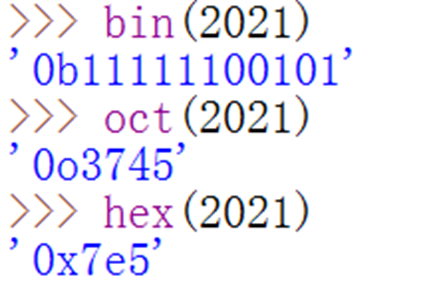 >>> bin(2021)
'0b11111100101'
>>> oct(2021)
'0o3745'
>>> hex(2021)
'0x7e5'